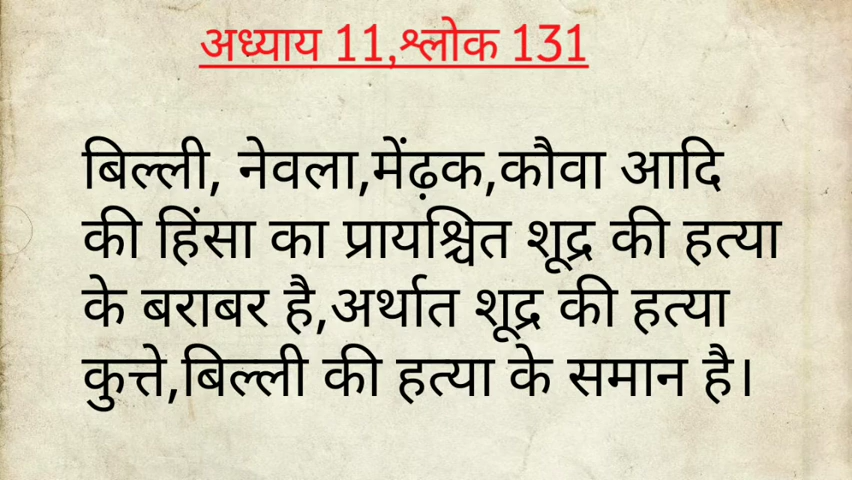 अध्याय 11,श्लोक 131
बिल्ली, नेवला,मेंढ़क,कौवा आदि
की हिंसा का प्रायश्चित शूद्र की हत्या
के बराबर है,अर्थात शूद्र की हत्या
कुत्ते,बिल्ली की हत्या के समान है।